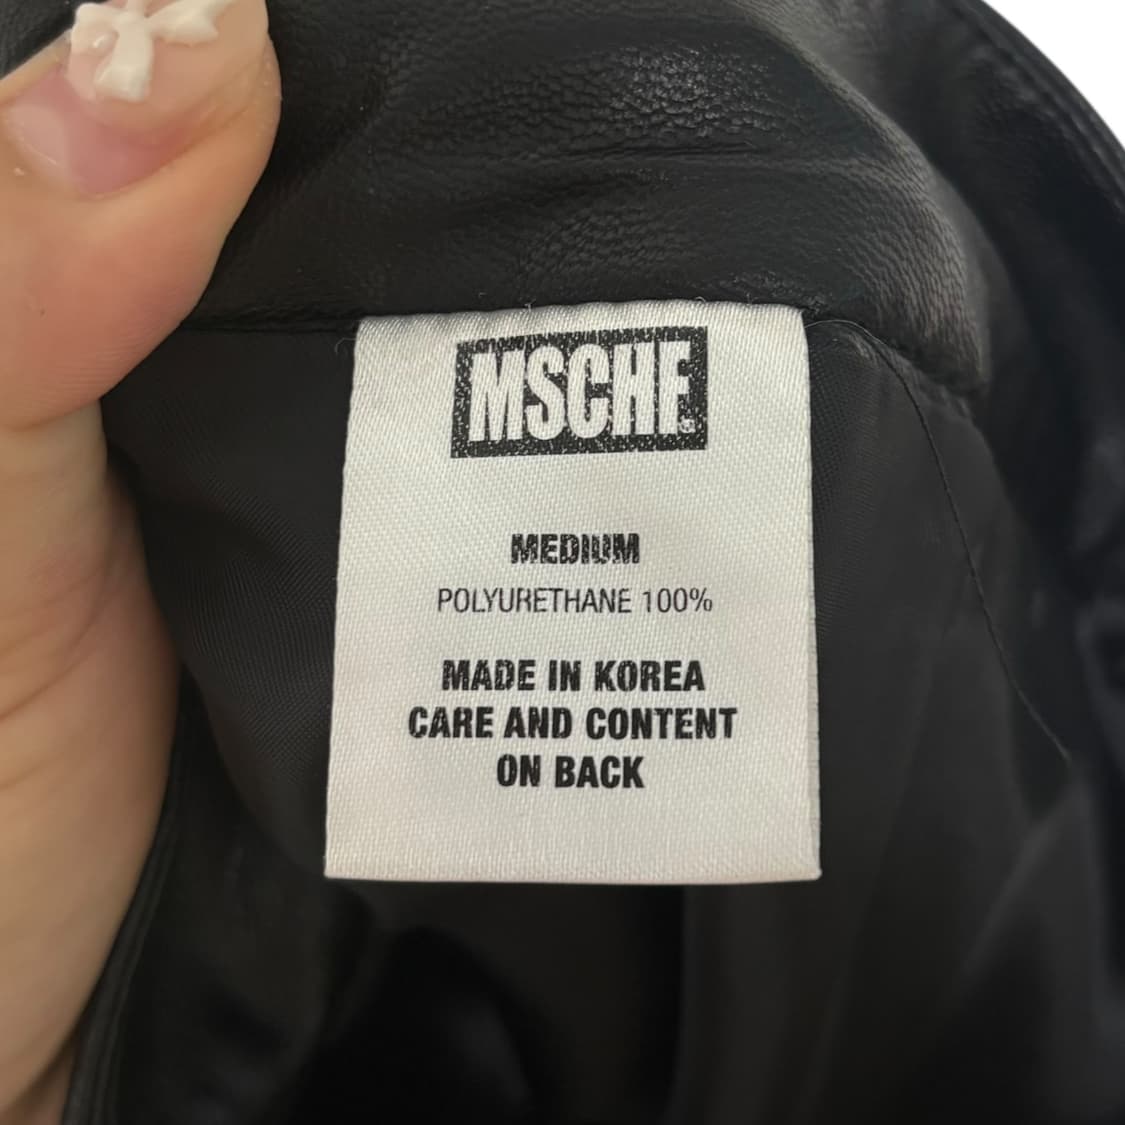 MSCHF
MEDIUM
POLYURETHANE 100%
MADE IN KOREA
CARE AND CONTENT
ON BACK